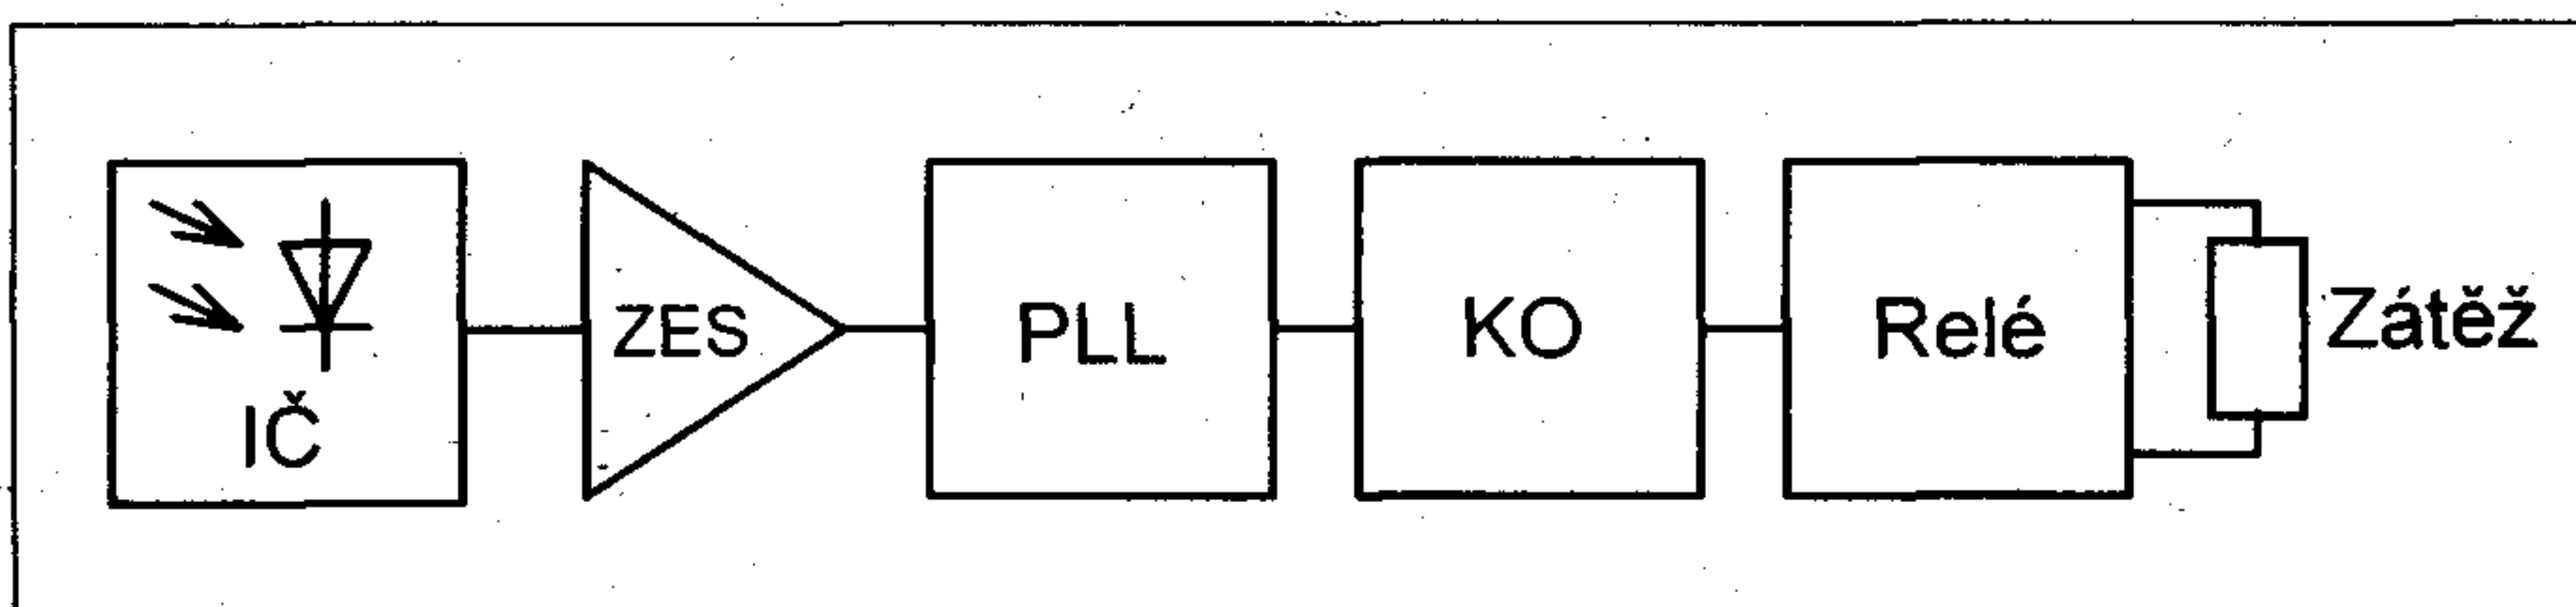 IČ
ZES
PLL
KO
Relé
Zátěž